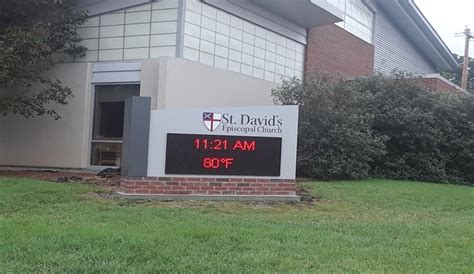 St. David's
Episcopal Church
11:21 AM
80°F